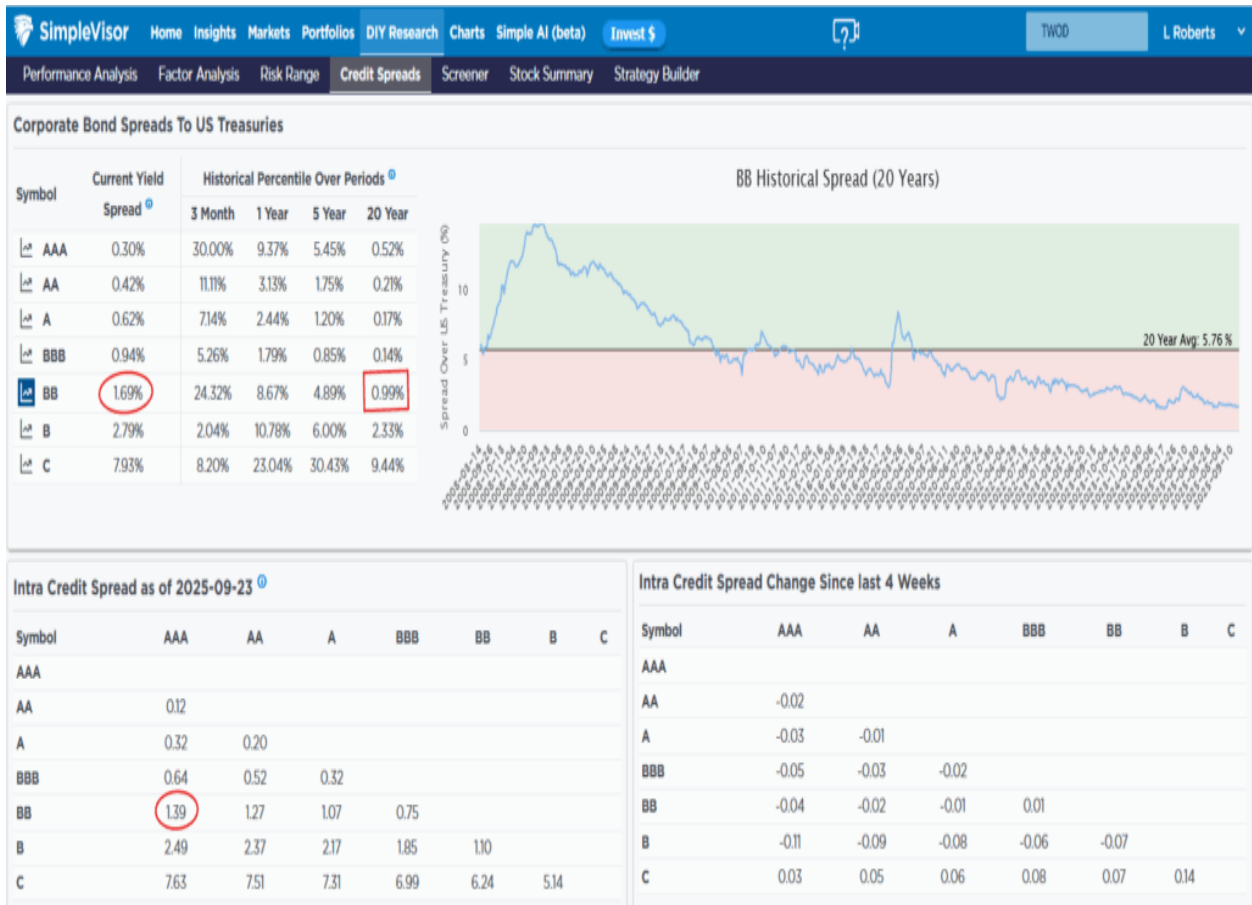 SimpleVisor Home Insights Markets Portfolios DIY Research Charts Simple AI (beta) Invest $ TWOD L Roberts
Performance Analysis Factor Analysis Risk Range Credit Spreads Screener Stock Summary Strategy Builder
Corporate Bond Spreads To US Treasuries
Symbol Current Yield Spread Historical Percentile Over Periods
3 Month 1 Year 5 Year 20 Year
AAA 0.30% 30.00% 9.37% 5.45% 0.52%
AA 0.42% 11.11% 3.13% 1.75% 0.21%
A 0.62% 7.14% 2.44% 1.20% 0.17%
BBB 0.94% 5.26% 1.79% 0.85% 0.14%
BB 1.69% 24.32% 8.67% 4.89% 0.99%
B 2.79% 2.04% 10.78% 6.00% 2.33%
C 7.93% 8.20% 23.04% 30.43% 9.44%
BB Historical Spread (20 Years)
Spread Over US Treasury (%)
10
5
0
20 Year Avg: 5.76 %
Intra Credit Spread as of 2025-09-23
Symbol AAA AA A BBB BB B C
AAA
AA 0.12
A 0.32 0.20
BBB 0.64 0.52 0.32
BB 1.39 1.27 1.07 0.75
B 2.49 2.37 2.17 1.85 1.10
C 7.63 7.51 7.31 6.99 6.24 5.14
Intra Credit Spread Change Since last 4 Weeks
Symbol AAA AA A BBB BB B C
AAA
AA -0.02
A -0.03 -0.01
BBB -0.05 -0.03 -0.02
BB -0.04 -0.02 -0.01 0.01
B -0.11 -0.09 -0.08 -0.06 -0.07
C 0.03 0.05 0.06 0.08 0.07 0.14